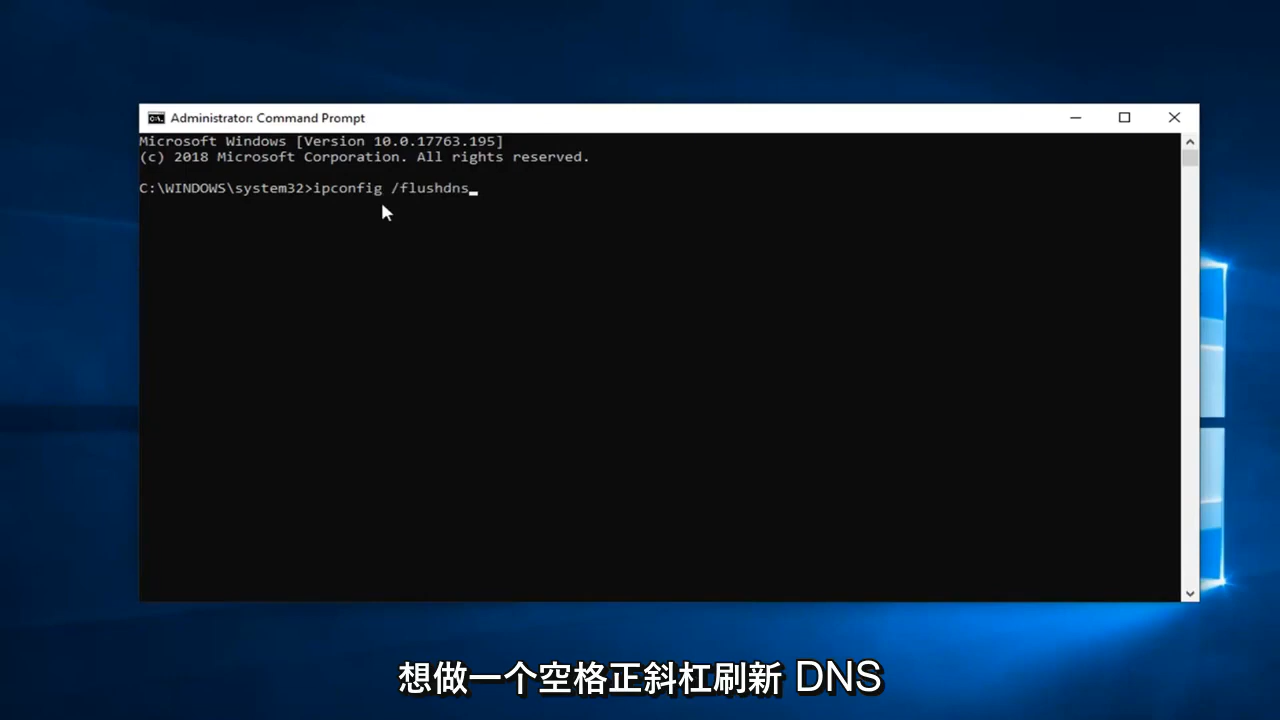 Administrator: Command Prompt
Microsoft Windows [Version 10.0.17763.195]
(c) 2018 Microsoft Corporation. All rights reserved.
C:\WINDOWS\system32>ipconfig /flushdns
想做一个空格正斜杠刷新 DNS